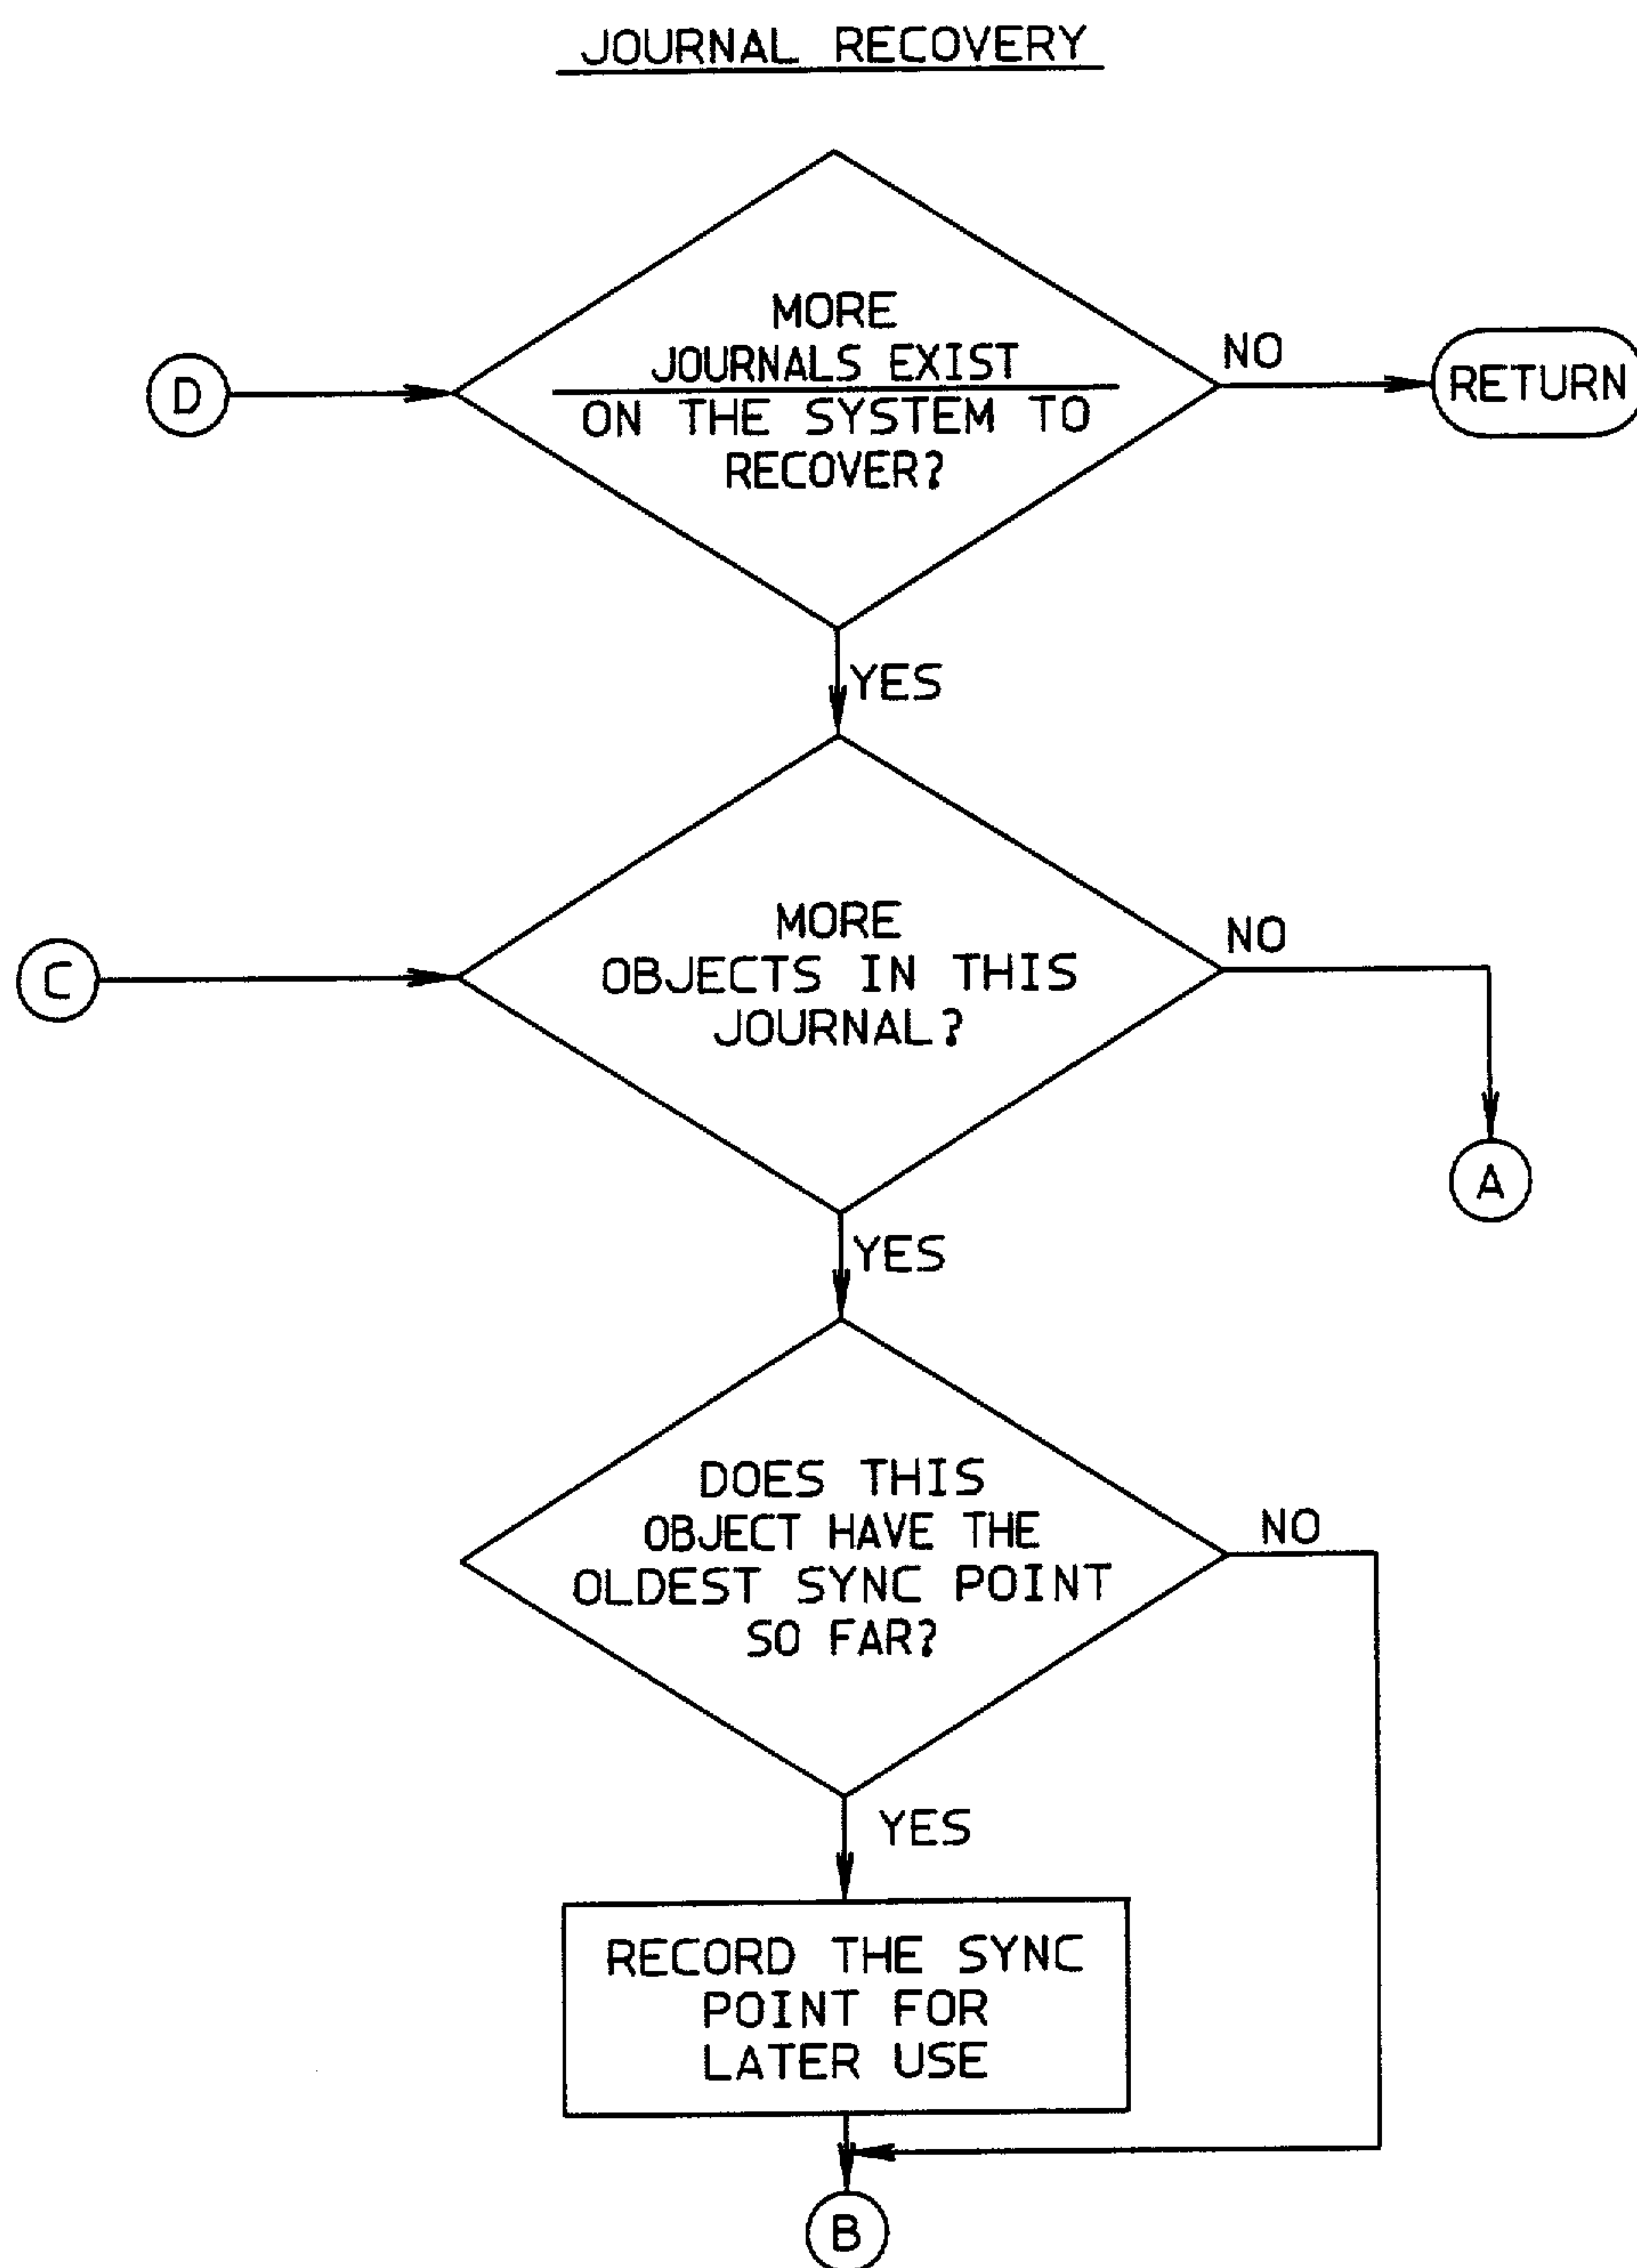 JOURNAL RECOVERY
MORE
JOURNALS EXIST
ON THE SYSTEM TO
RECOVER?
D
NO
RETURN
YES
MORE
OBJECTS IN THIS
JOURNAL?
C
NO
A
YES
DOES THIS
OBJECT HAVE THE
OLDEST SYNC POINT
SO FAR?
NO
YES
RECORD THE SYNC
POINT FOR
LATER USE
B